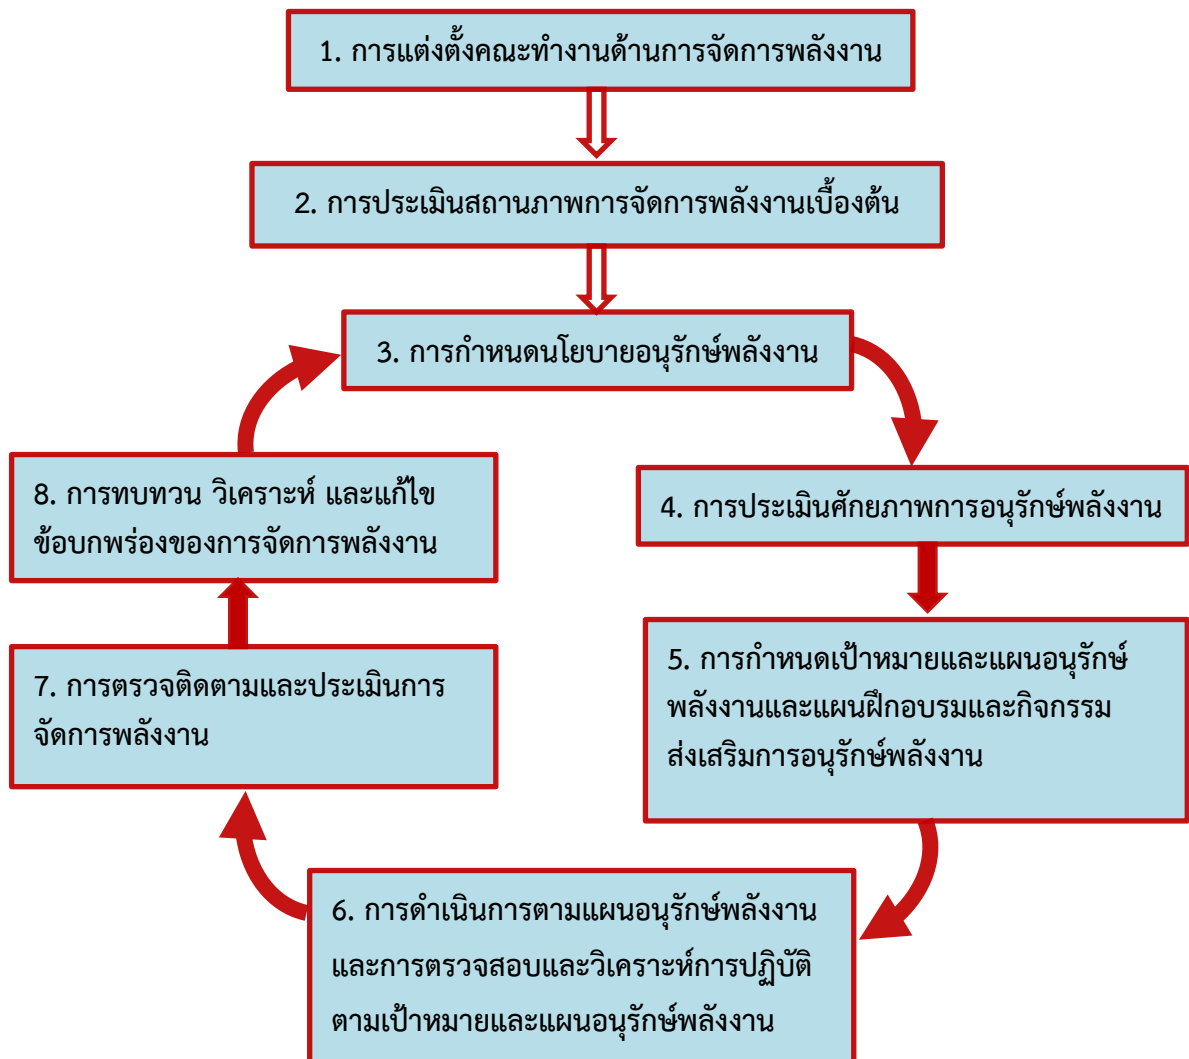 1. การแต่งตั้งคณะทำงานด้านการจัดการพลังงาน
2. การประเมินสถานภาพการจัดการพลังงานเบื้องต้น
3. การกำหนดนโยบายอนุรักษ์พลังงาน
4. การประเมินศักยภาพการอนุรักษ์พลังงาน
5. การกำหนดเป้าหมายและแผนอนุรักษ์
พลังงานและแผนฝึกอบรมและกิจกรรม
ส่งเสริมการอนุรักษ์พลังงาน
6. การดำเนินการตามแผนอนุรักษ์พลังงาน
และการตรวจสอบและวิเคราะห์การปฏิบัติ
ตามเป้าหมายและแผนอนุรักษ์พลังงาน
7. การตรวจติดตามและประเมินการ
จัดการพลังงาน
8. การทบทวน วิเคราะห์ และแก้ไข
ข้อบกพร่องของการจัดการพลังงาน